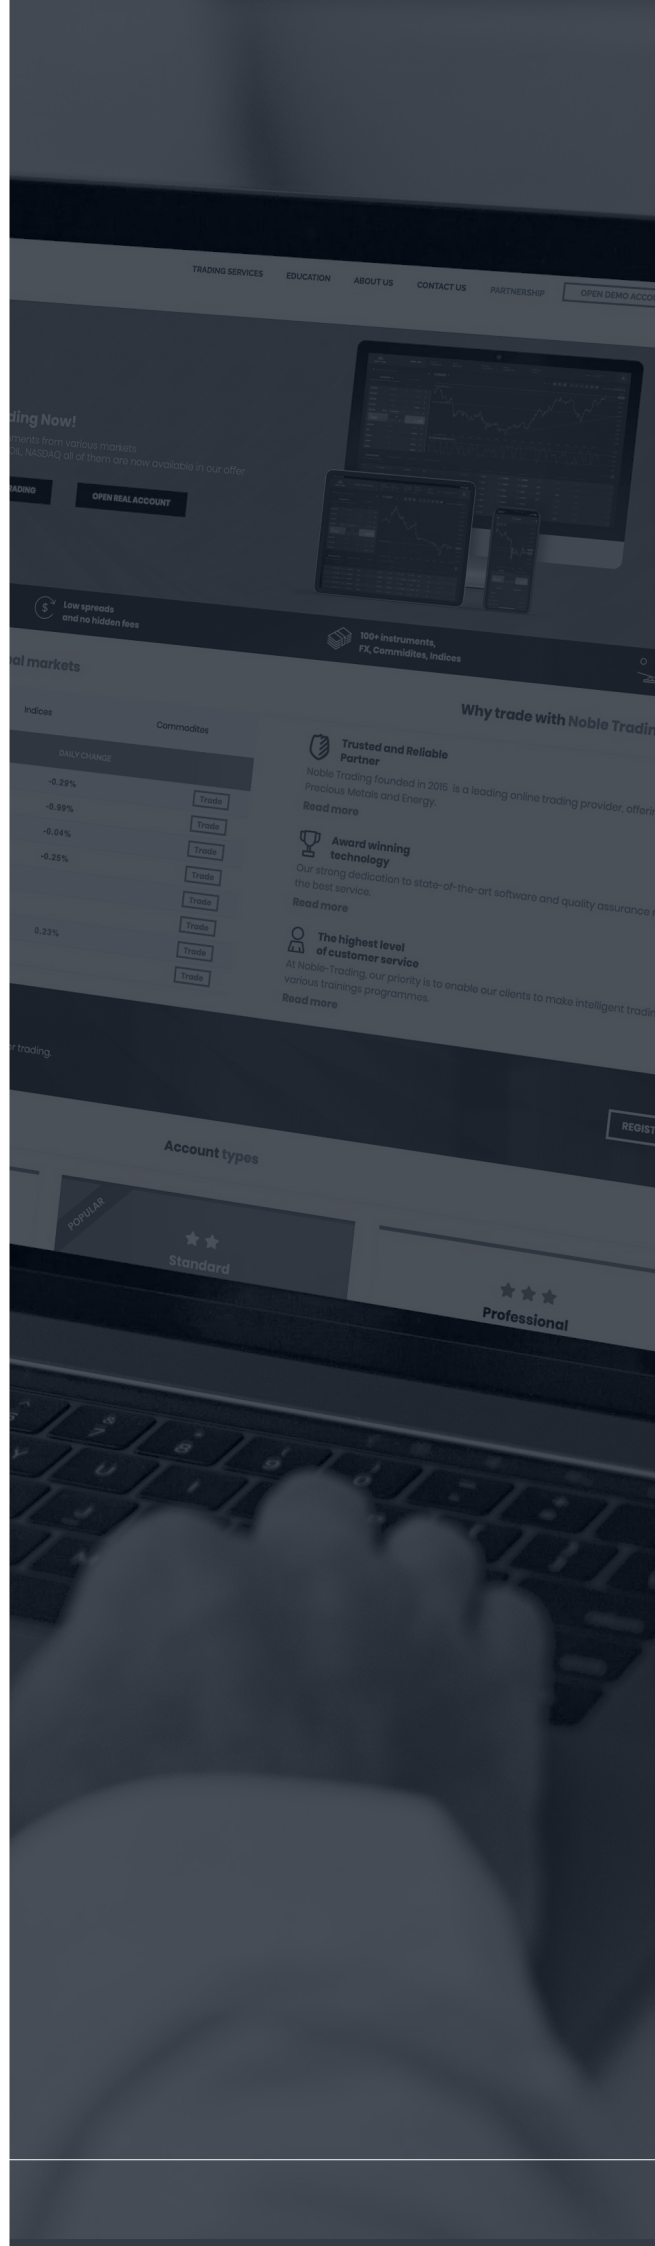 TRADING SERVICES EDUCATION ABOUT US CONTACT US PARTNERSHIP OPEN DEMO ACCO
ding Now!
ments from various markets
OIL, NASDAQ all of them are now available in our offer
ADING OPEN REAL ACCOUNT
Low spreads
and no hidden fees
100+ instruments,
FX, Commidites, Indices
al markets
Indices Commodites
DAILY CHANGE
-0.29% Trade
-0.96% Trade
-0.04% Trade
-0.25% Trade
Trade
Trade
0.23% Trade
Trade
Why trade with Noble Tradin
Trusted and Reliable
Partner
Noble Trading founded in 2015 is a leading online trading provider, offerin
Precious Metals and Energy.
Read more
Award winning
technology
Our strong dedication to state-of-the-art software and quality assurance
the best service.
Read more
The highest level
of customer service
At Noble-Trading, our priority is to enable our clients to make intelligent tradin
various trainings programmes.
Read more
r trading.
REGIST
Account types
POPULAR
Standard
Professional